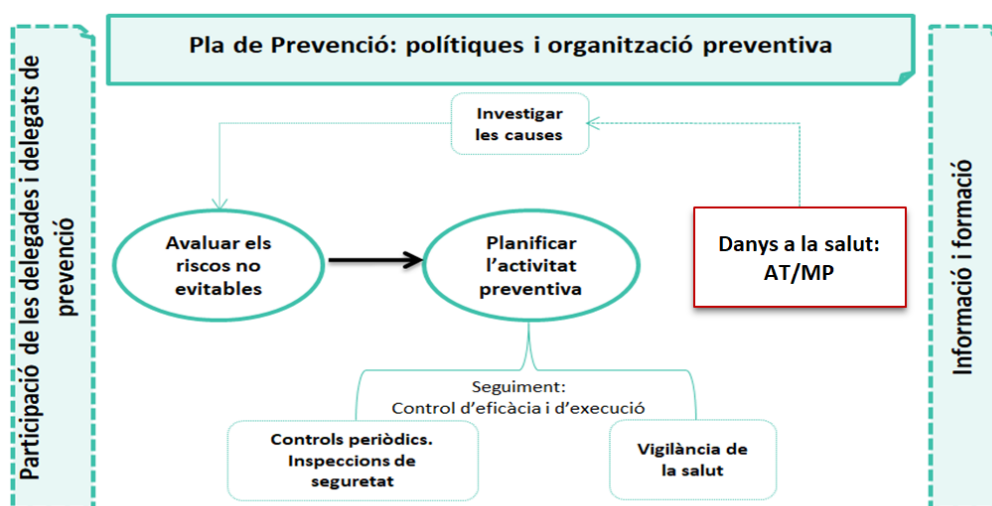 Pla de Prevenció: polítiques i organització preventiva
Participació de les delegades i delegats de
prevenció
Investigar
les causes
Avaluar els
riscos no
evitables
Planificar
l’activitat
preventiva
Danys a la salut:
AT/MP
Seguiment:
Control d’eficàcia i d’execució
Controls periòdics.
Inspeccions de
seguretat
Vigilància de
la salut
Informació i formació